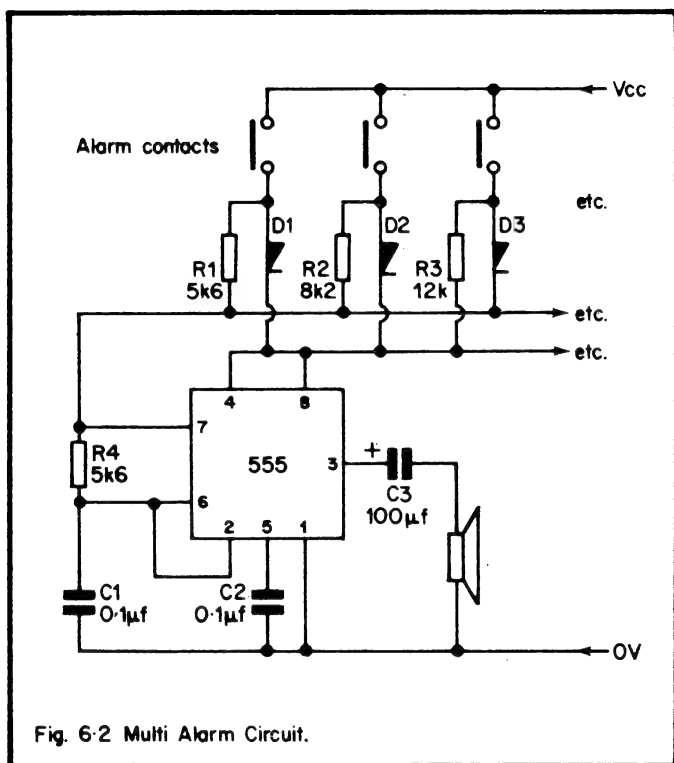 Vcc
Alarm contacts
etc.
D1 D2 D3
R1 R2 R3
5k6 8k2 12k
etc.
etc.
4 8
7
R4
5k6
555
3
+
6
C3
100µf
2 5 1
C1
0·1µf
C2
0·1µf
0V
Fig. 6·2 Multi Alarm Circuit.